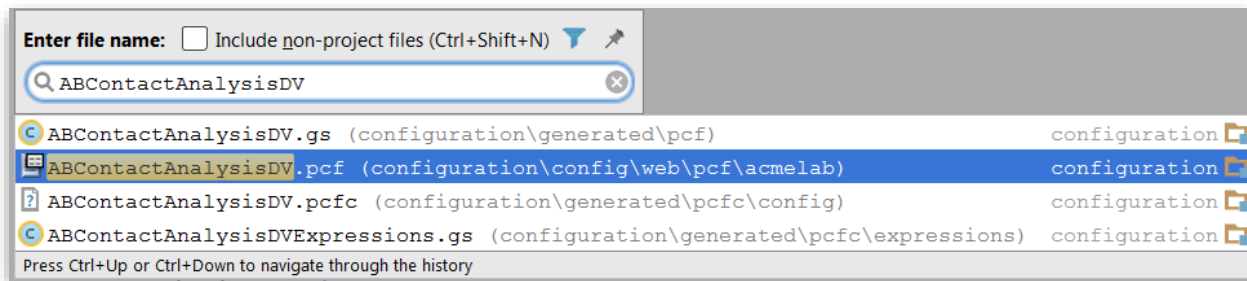 Enter file name: Include non-project files (Ctrl+Shift+N)
ABContactAnalysisDV
ABContactAnalysisDV.gs (configuration\generated\pcf) configuration
ABContactAnalysisDV.pcf (configuration\config\web\pcf\acmelab) configuration
ABContactAnalysisDV.pcfc (configuration\generated\pcfc\config) configuration
ABContactAnalysisDVExpressions.gs (configuration\generated\pcfc\expressions) configuration
Press Ctrl+Up or Ctrl+Down to navigate through the history